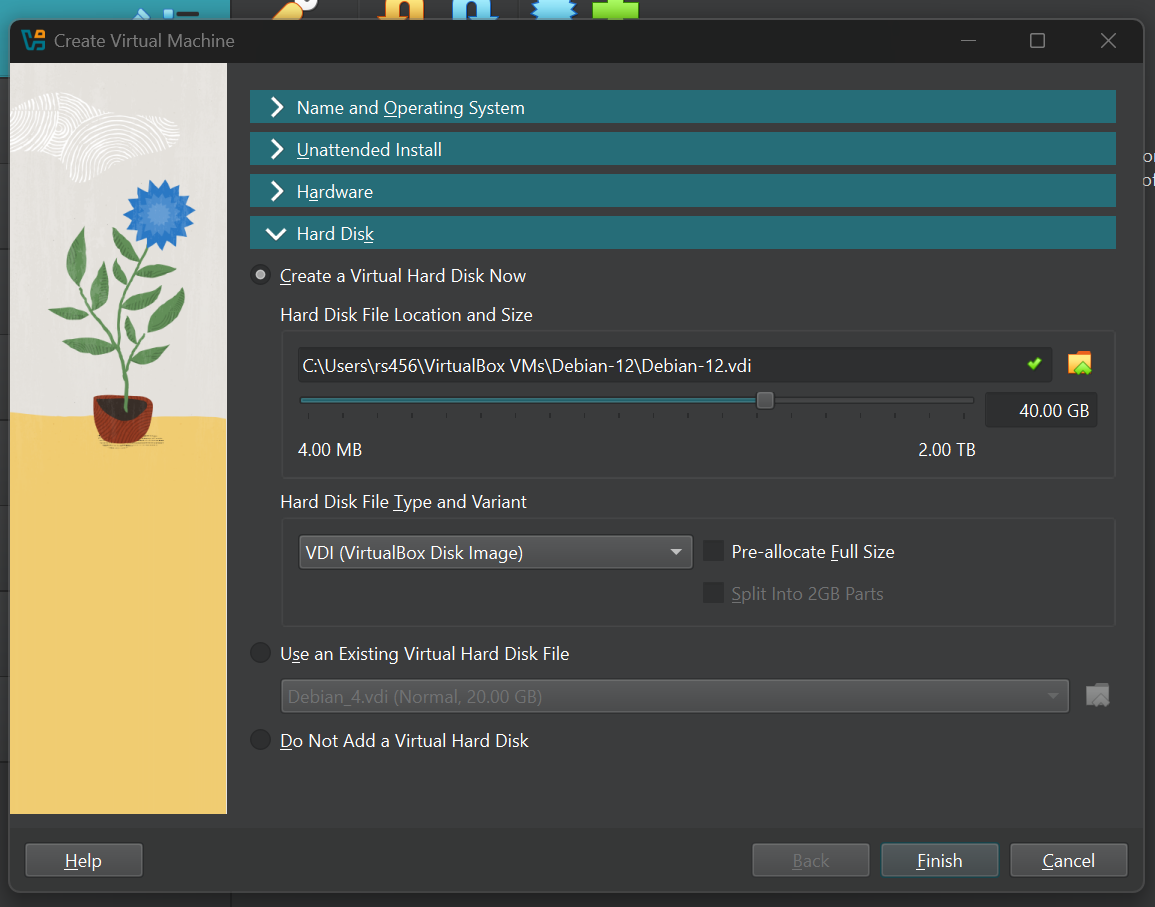 Create Virtual Machine
Name and Operating System
Unattended Install
Hardware
Hard Disk
Create a Virtual Hard Disk Now
Hard Disk File Location and Size
C:\Users\rs456\VirtualBox VMs\Debian-12\Debian-12.vdi
40.00 GB
4.00 MB 2.00 TB
Hard Disk File Type and Variant
VDI (VirtualBox Disk Image) Pre-allocate Full Size
Split Into 2GB Parts
Use an Existing Virtual Hard Disk File
Debian_4.vdi (Normal, 20.00 GB)
Do Not Add a Virtual Hard Disk
Help Back Finish Cancel